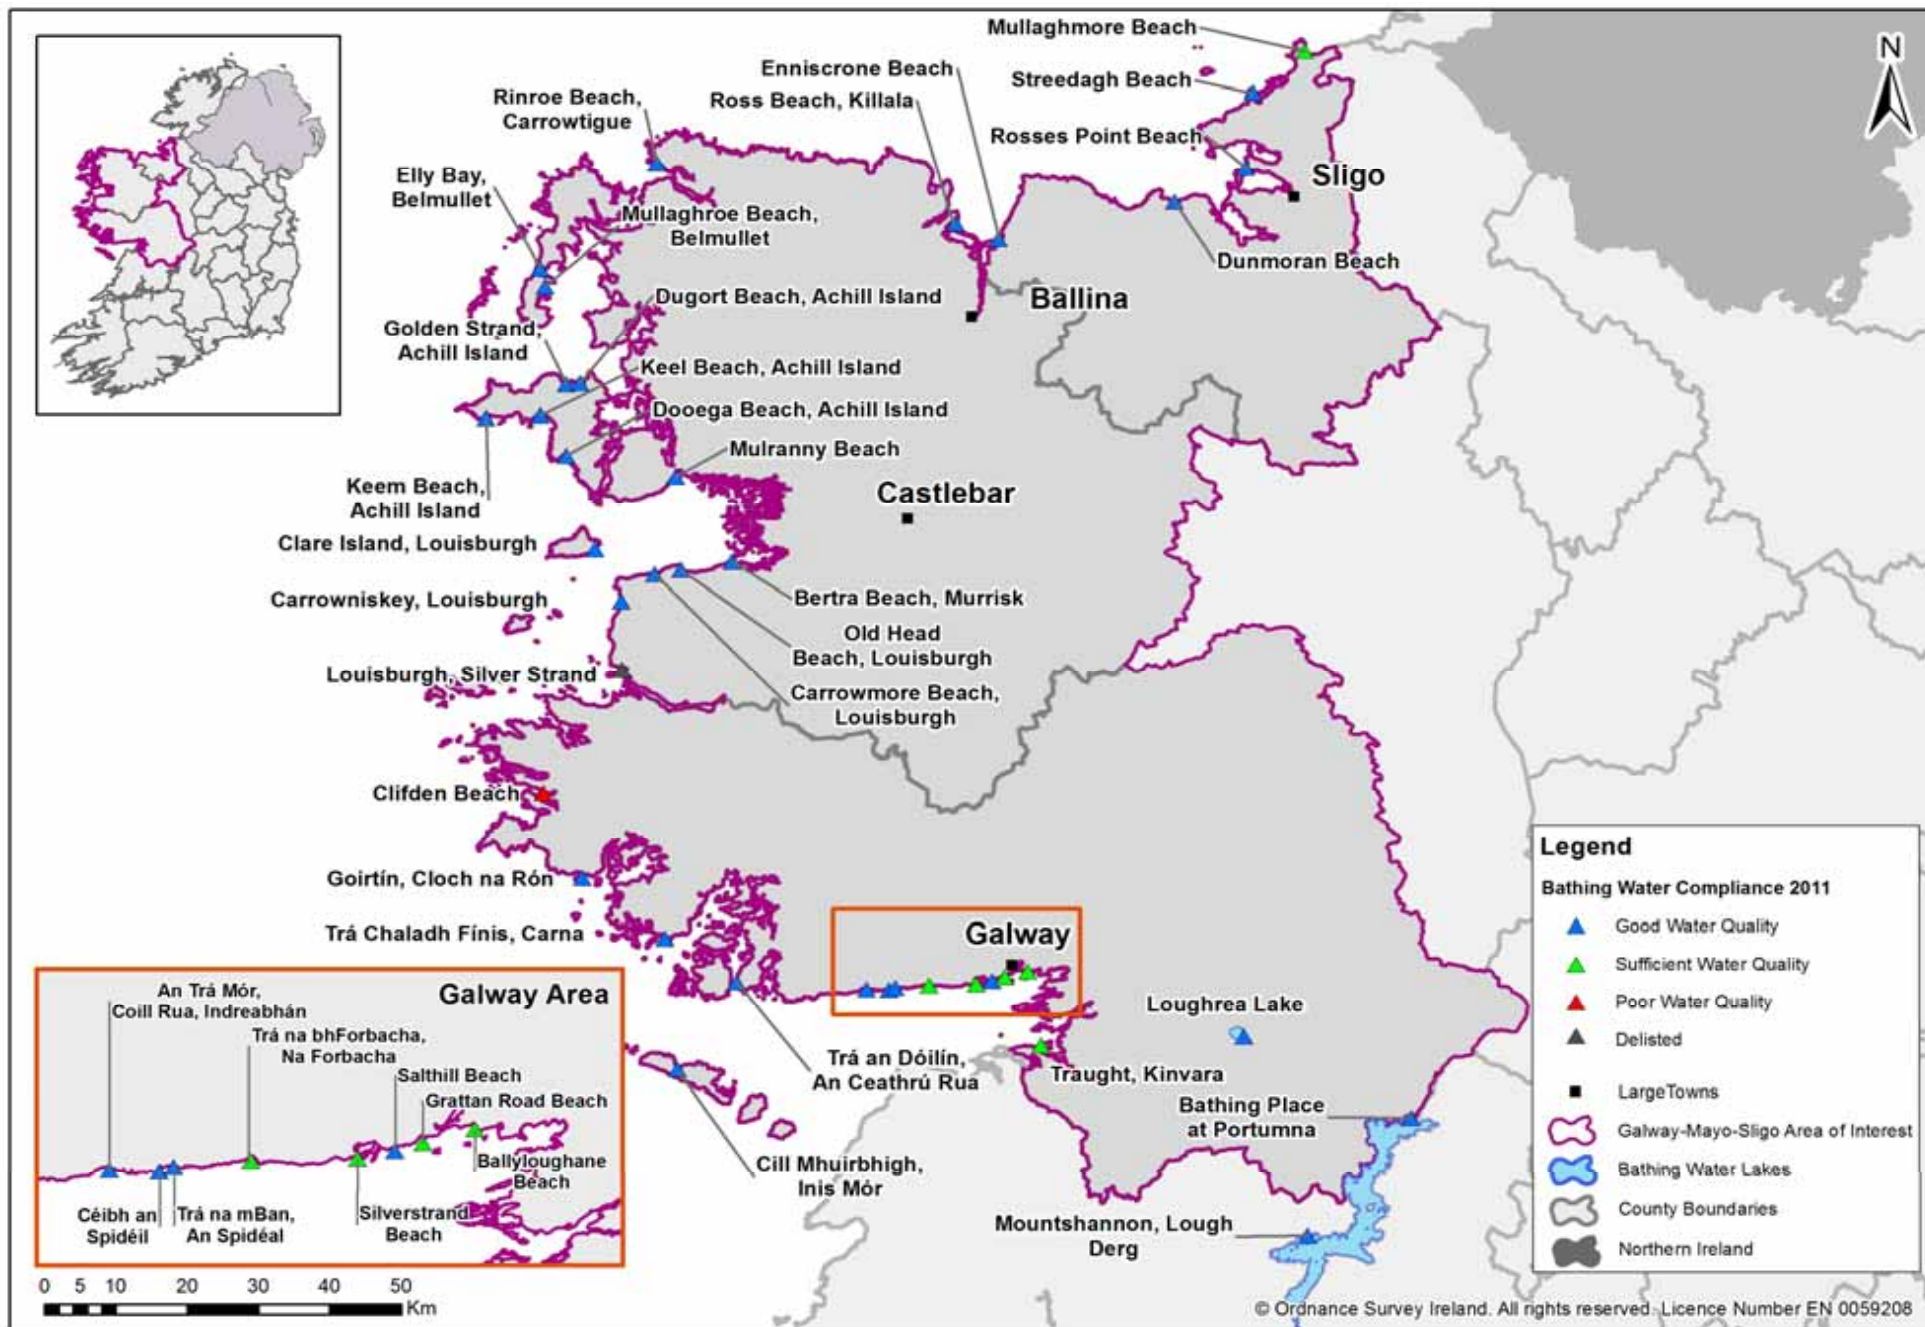 Mullaghmore Beach
Streedagh Beach
Enniscrone Beach
Ross Beach, Killala
Rinroe Beach,
Carrowtigue
Rosses Point Beach
Sligo
Elly Bay,
Belmullet
Mullaghroe Beach,
Belmullet
Dunmoran Beach
Ballina
Dugort Beach, Achill Island
Golden Strand,
Achill Island
Keel Beach, Achill Island
Dooega Beach, Achill Island
Mulranny Beach
Keem Beach,
Achill Island
Castlebar
Clare Island, Louisburgh
Carrowniskey, Louisburgh
Bertra Beach, Murrisk
Old Head
Beach, Louisburgh
Louisburgh, Silver Strand
Carrowmore Beach,
Louisburgh
Clifden Beach
Goirtín, Cloch na Rón
Trá Chaladh Fínis, Carna
Galway
Loughrea Lake
Trá an Dóilín,
An Ceathrú Rua
Traught, Kinvara
Bathing Place
at Portumna
Cill Mhuirbhigh,
Inis Mór
Mountshannon, Lough
Derg
Galway Area
An Trá Mór,
Coill Rua, Indreabhán
Trá na bhForbacha,
Na Forbacha
Salthill Beach
Grattan Road Beach
Ballyloughane
Beach
Céibh an
Spidéil
Trá na mBan,
An Spidéal
Silverstrand
Beach
0 5 10 20 30 40 50
Km
N
Legend
Bathing Water Compliance 2011
Good Water Quality
Sufficient Water Quality
Poor Water Quality
Delisted
LargeTowns
Galway-Mayo-Sligo Area of Interest
Bathing Water Lakes
County Boundaries
Northern Ireland
© Ordnance Survey Ireland. All rights reserved. Licence Number EN 0059208